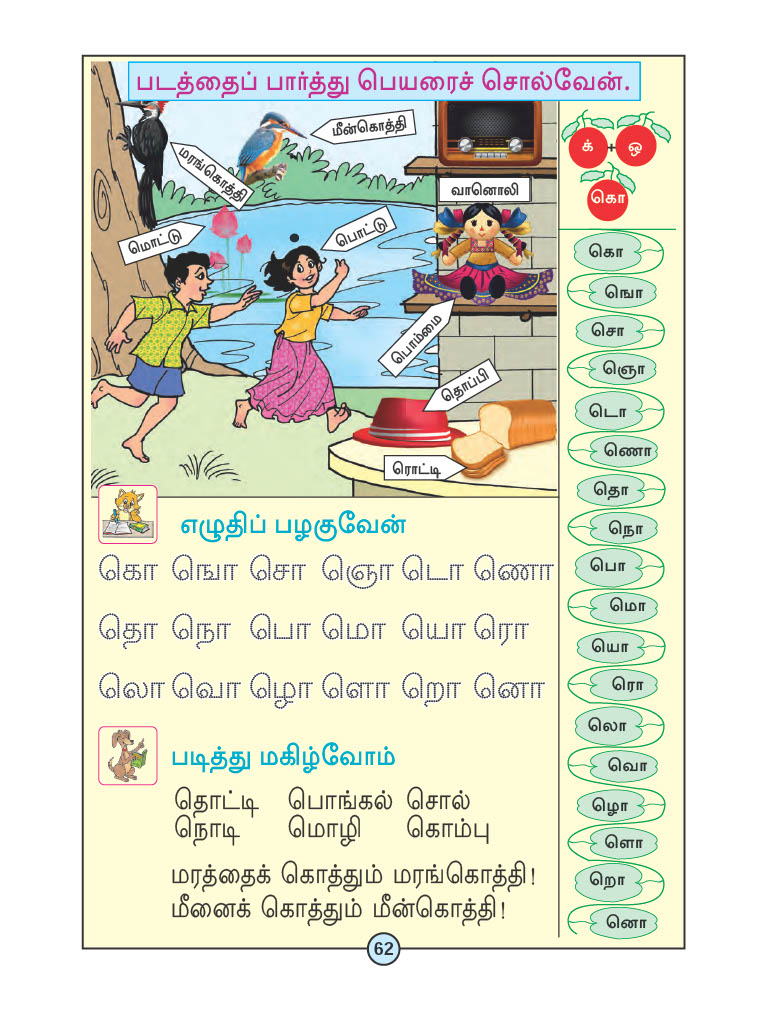 படத்தைப் பார்த்து பெயரைச் சொல்வேன்.
மீன்கொத்தி
மரங்கொத்தி
வானொலி
மொட்டு
பொட்டு
பொம்மை
தொப்பி
ரொட்டி
க் + ஒ
கொ
கொ
ஙொ
சொ
ஞொ
டொ
ணொ
தொ
நொ
பொ
மொ
யொ
ரொ
லொ
வொ
ழொ
ளொ
றொ
னொ
எழுதிப் பழகுவேன்
கொ ஙொ சொ ஞொ டொ ணொ
தொ நொ பொ மொ யொ ரொ
லொ வொ ழொ ளொ றொ னொ
படித்து மகிழ்வோம்
தொட்டி பொங்கல் சொல்
நொடி மொழி கொம்பு
மரத்தைக் கொத்தும் மரங்கொத்தி!
மீனைக் கொத்தும் மீன்கொத்தி!
62